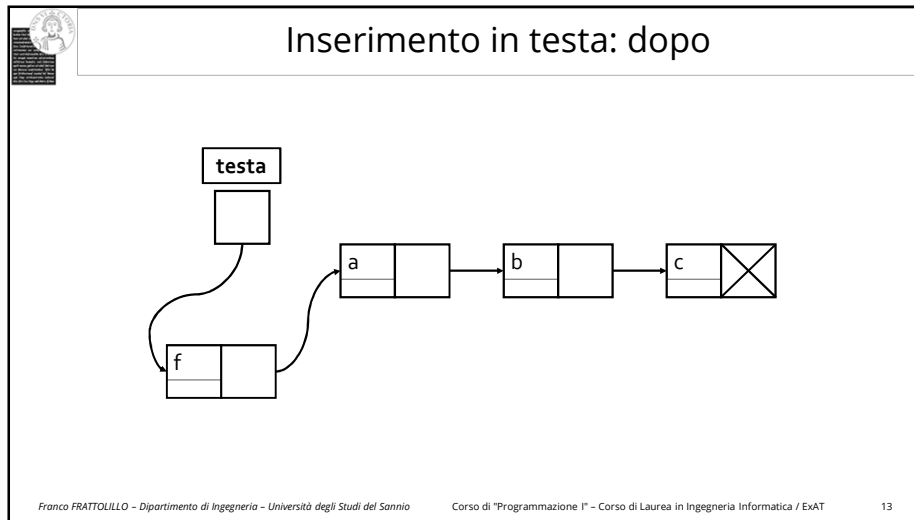 Inserimento in testa: dopo
testa
a
b
c
f
Franco FRATTOLILLO – Dipartimento di Ingegneria – Università degli Studi del Sannio
Corso di "Programmazione I" – Corso di Laurea in Ingegneria Informatica / ExAT
13